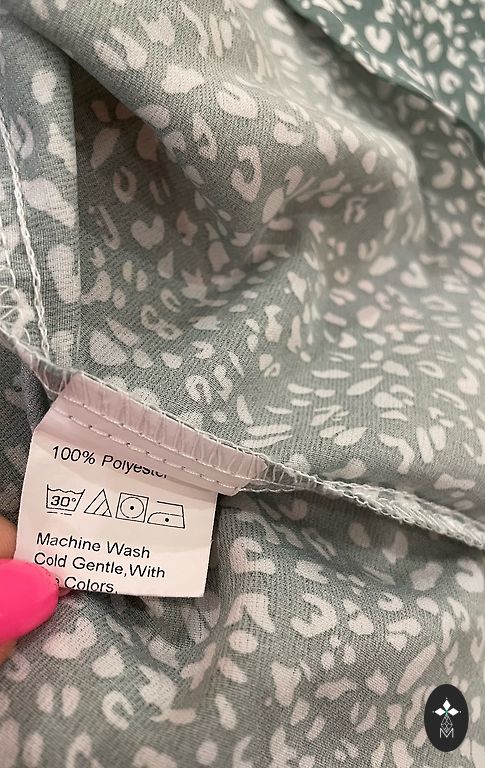 100% Polyester
30°
Machine Wash
Cold Gentle,With
Colors,